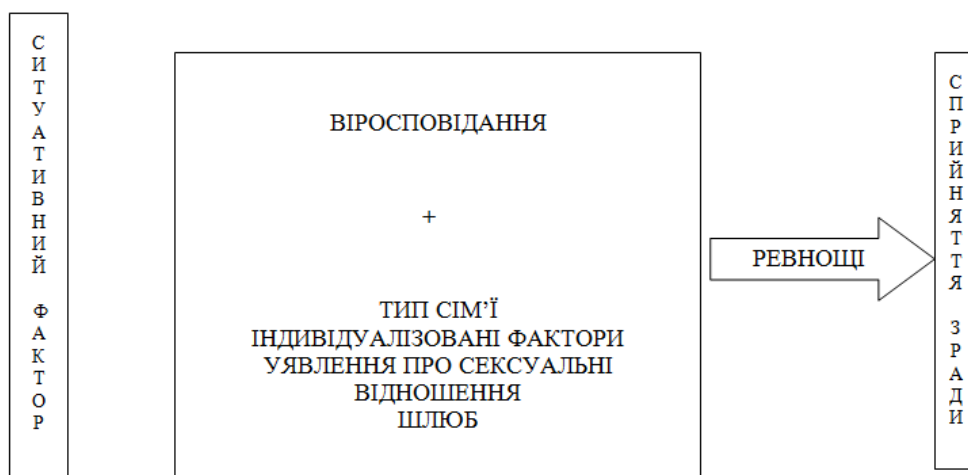 СИТУАТИВНИЙ ФАКТОР
ВІРОСПОВІДАННЯ
+
ТИП СІМ’Ї
ІНДИВІДУАЛІЗОВАНІ ФАКТОРИ
УЯВЛЕННЯ ПРО СЕКСУАЛЬНІ
ВІДНОШЕННЯ
ШЛЮБ
РЕВНОЩІ
СПРИЙНЯТТЯ ЗРАДИ